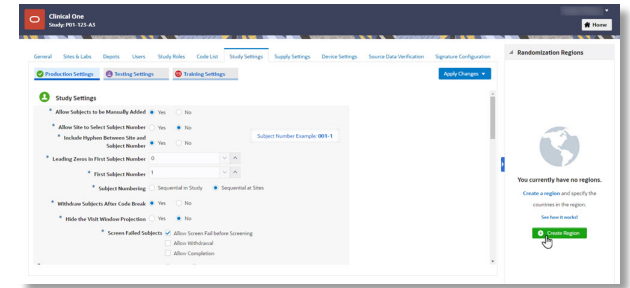 Clinical One
Study: P01-123-A3
Home
General Sites & Labs Depots Users Study Roles Code List Study Settings Supply Settings Device Settings Source Data Verification Signature Configuration
Production Settings Testing Settings Training Settings Apply Changes
Study Settings
* Allow Subjects to be Manually Added Yes No
* Allow Site to Select Subject Number Yes No
* Include Hyphen Between Site and
Subject Number Yes No
Subject Number Example: 001-1
* Leading Zeros in First Subject Number 0
* First Subject Number 1
* Subject Numbering Sequential in Study Sequential at Sites
* Withdraw Subjects After Code Break Yes No
* Hide the Visit Window Projection Yes No
* Screen Failed Subjects Allow Screen Fail before Screening
Allow Withdrawal
Allow Completion
Randomization Regions
You currently have no regions.
Create a region and specify the
countries in the region.
See how it works!
Create Region